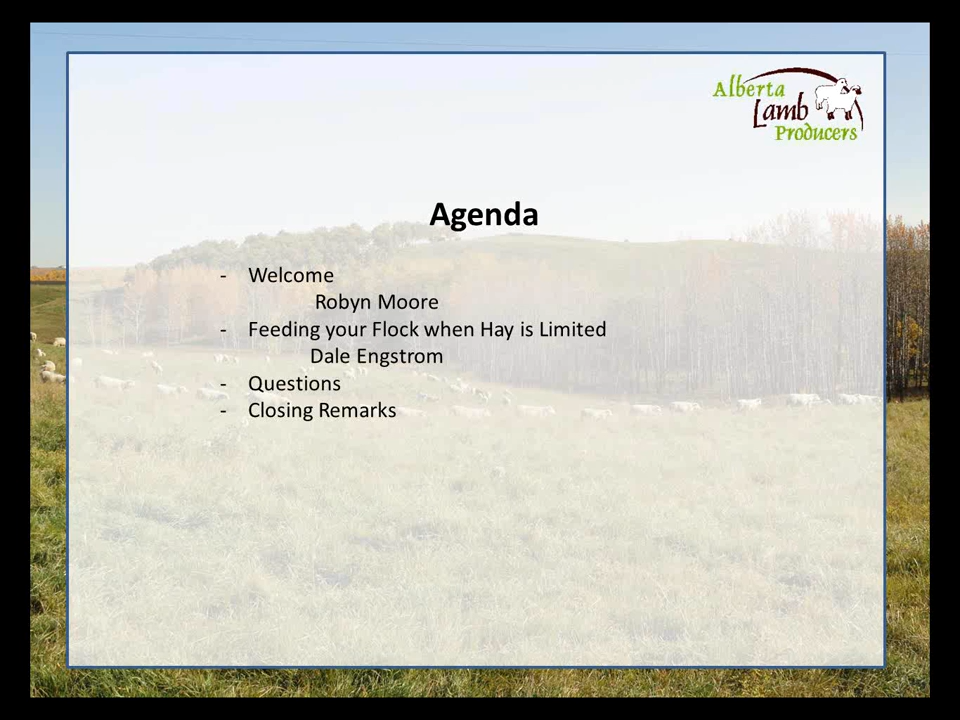 Alberta
Lamb
Producers
Agenda
- Welcome
Robyn Moore
- Feeding your Flock when Hay is Limited
Dale Engstrom
- Questions
- Closing Remarks